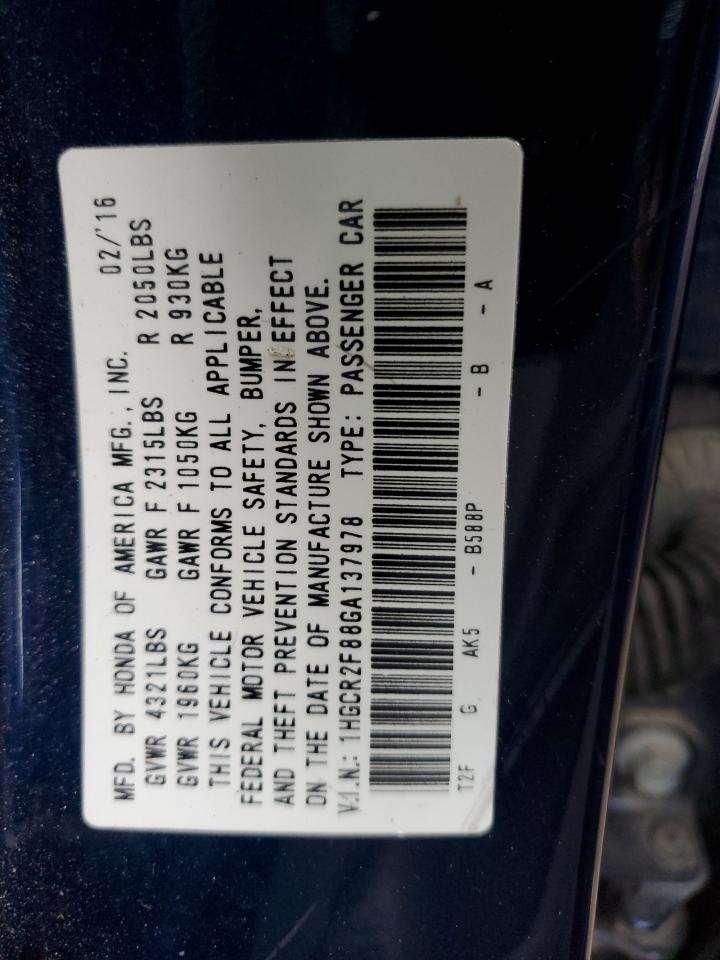 MFD. BY HONDA OF AMERICA MFG., INC. 02/'16
GVWR 4321LBS GAWR F 2315LBS R 2050LBS
GVWR 1960KG GAWR F 1050KG R 930KG
THIS VEHICLE CONFORMS TO ALL APPLICABLE
FEDERAL MOTOR VEHICLE SAFETY, BUMPER,
AND THEFT PREVENTION STANDARDS IN EFFECT
ON THE DATE OF MANUFACTURE SHOWN ABOVE.
V.I.N.: 1HGCR2F88GA137978 TYPE: PASSENGER CAR
T2F G AK5 - B588P - B - A